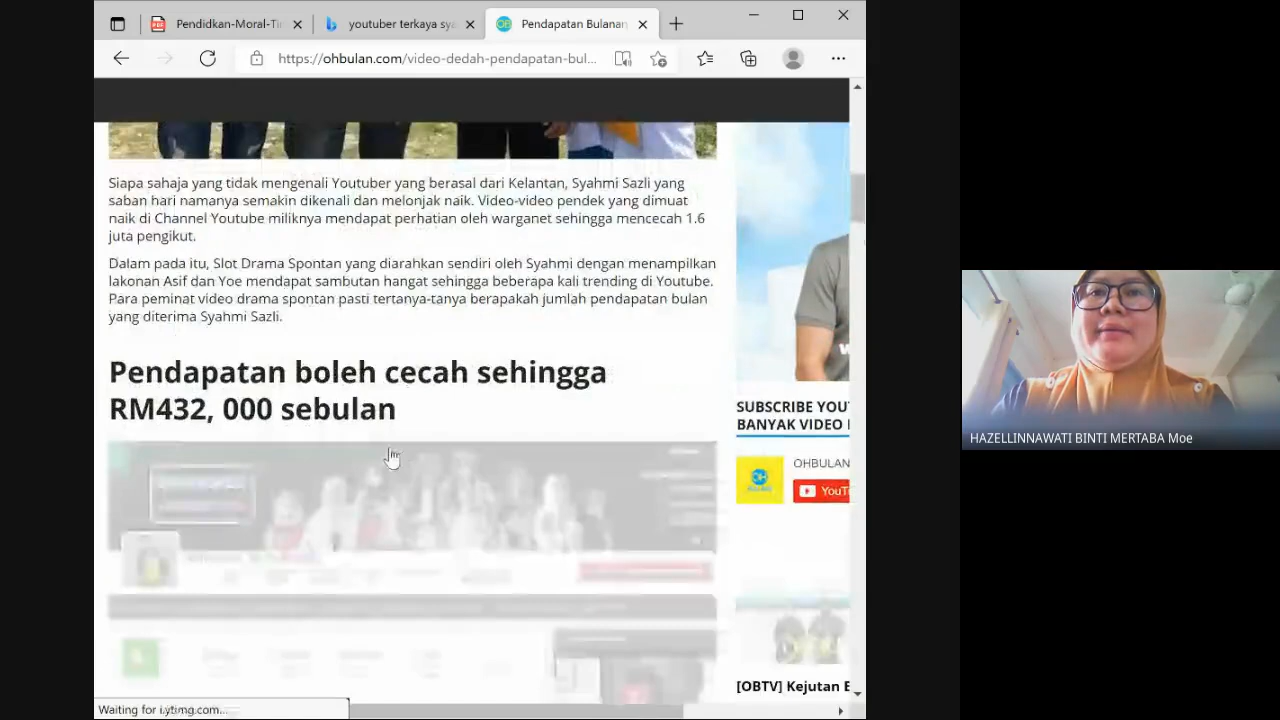 Pendidkan-Moral-Tin
youtuber terkaya sya
Pendapatan Bulanan
https://ohbulan.com/video-dedah-pendapatan-bul...
Siapa sahaja yang tidak mengenali Youtuber yang berasal dari Kelantan, Syahmi Sazli yang
saban hari namanya semakin dikenali dan melonjak naik. Video-video pendek yang dimuat
naik di Channel Youtube miliknya mendapat perhatian oleh warganet sehingga mencecah 1.6
juta pengikut.
Dalam pada itu, Slot Drama Spontan yang diarahkan sendiri oleh Syahmi dengan menampilkan
lakonan Asif dan Yoe mendapat sambutan hangat sehingga beberapa kali trending di Youtube.
Para peminat video drama spontan pasti tertanya-tanya berapakah jumlah pendapatan bulan
yang diterima Syahmi Sazli.
Pendapatan boleh cecah sehingga
RM432, 000 sebulan
SUBSCRIBE YOU
BANYAK VIDEO
OHBULAN
YouT
[OBTV] Kejutan
Waiting for i.ytimg.com...
HAZELLINNAWATI BINTI MERTABA Moe